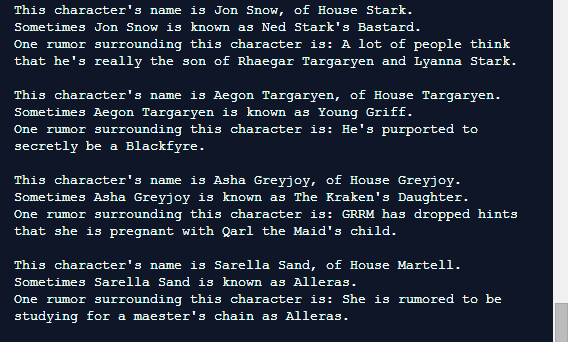 This character's name is Jon Snow, of House Stark.
Sometimes Jon Snow is known as Ned Stark's Bastard.
One rumor surrounding this character is: A lot of people think
that he's really the son of Rhaegar Targaryen and Lyanna Stark.
This character's name is Aegon Targaryen, of House Targaryen.
Sometimes Aegon Targaryen is known as Young Griff.
One rumor surrounding this character is: He's purported to
secretly be a Blackfyre.
This character's name is Asha Greyjoy, of House Greyjoy.
Sometimes Asha Greyjoy is known as The Kraken's Daughter.
One rumor surrounding this character is: GRRM has dropped hints
that she is pregnant with Qarl the Maid's child.
This character's name is Sarella Sand, of House Martell.
Sometimes Sarella Sand is known as Alleras.
One rumor surrounding this character is: She is rumored to be
studying for a maester's chain as Alleras.